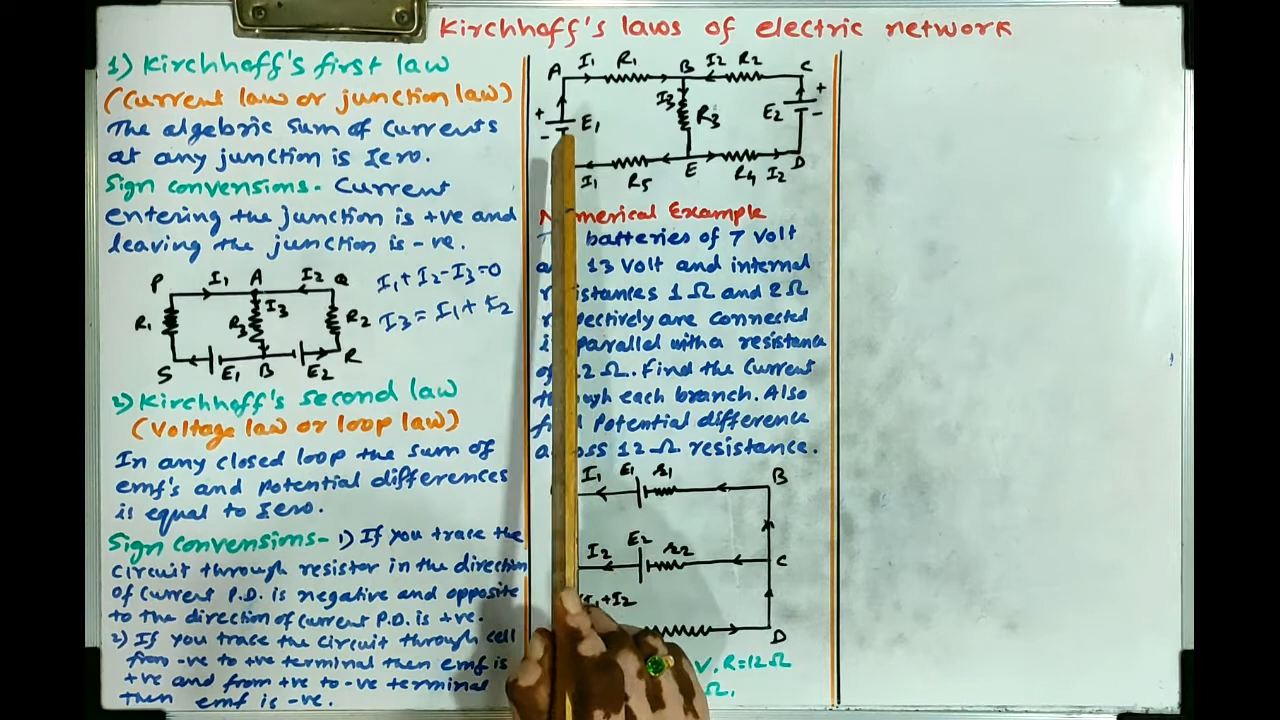 Kirchhoff's laws of electric network
1) Kirchhoff's first law
(Current law or junction law)
The algebric sum of currents
at any junction is zero.
Sign convensions- Current
entering the junction is +ve and
leaving the junction is -ve.
P I1 A I2 Q
R1 R3 I3 R2
S E1 B E2 R
I1+I2-I3=0
I3=I1+I2
2) Kirchhoff's second law
(Voltage law or loop law)
In any closed loop the sum of
emf's and potential differences
is equal to zero.
Sign convensions- 1) If you trace the
circuit through resistor in the direction
of current P.D. is negative and opposite
to the direction of current P.D. is +ve.
2) If you trace the circuit through cell
from -ve to +ve terminal then emf is
+ve and from +ve to -ve terminal
then emf is -ve.
A I1 R1 B I2 R2 C
+ - E1 I3 R3 E2 + -
I1 R5 E R4 I2 D
Numerical Example
batteries of 7 volt
13 volt and internal
1 Ω and 2 Ω
are connected
parallel with a resistance
Ω. Find the current
each branch. Also
potential difference
12 Ω resistance.
I1 E1 r1 B
I2 E2 r2 C
I1+I2
D
V, R=12 Ω
Ω.